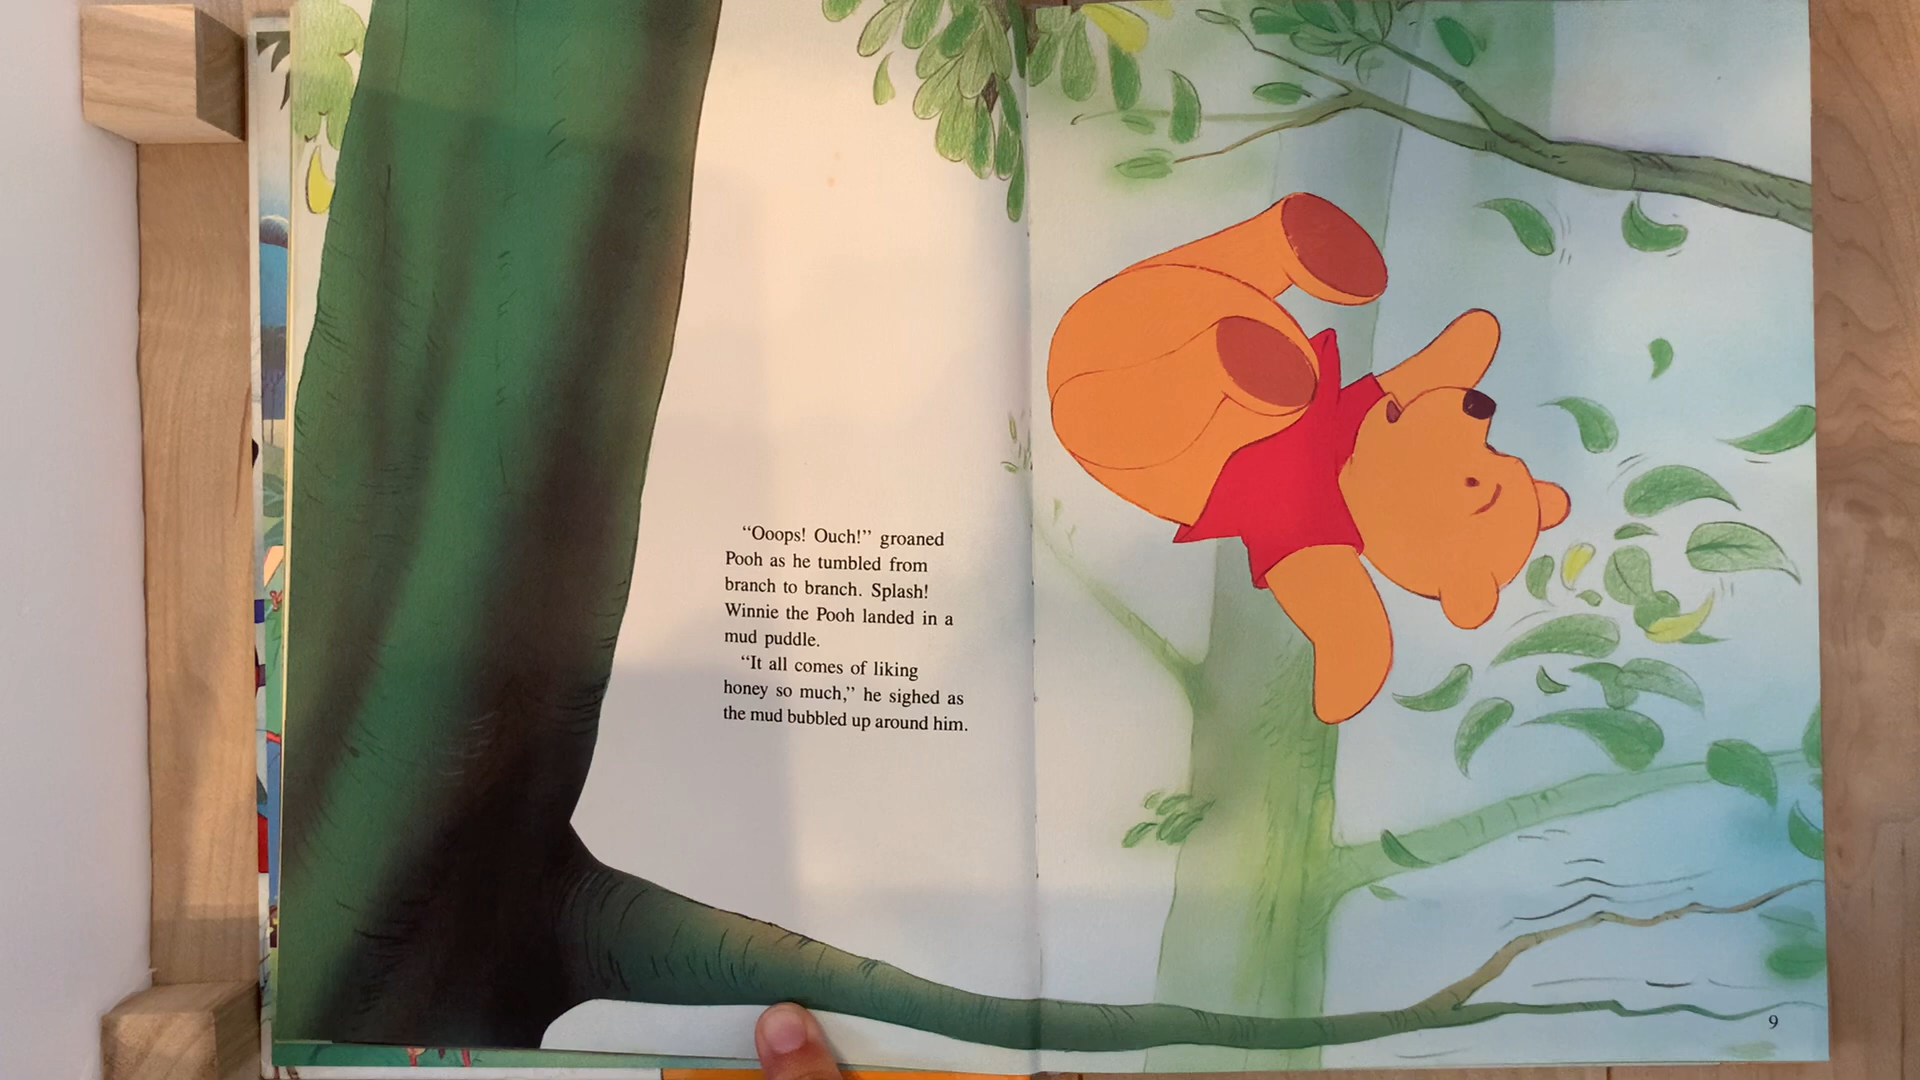 “Ooops! Ouch!” groaned
Pooh as he tumbled from
branch to branch. Splash!
Winnie the Pooh landed in a
mud puddle.
“It all comes of liking
honey so much,” he sighed as
the mud bubbled up around him.
9